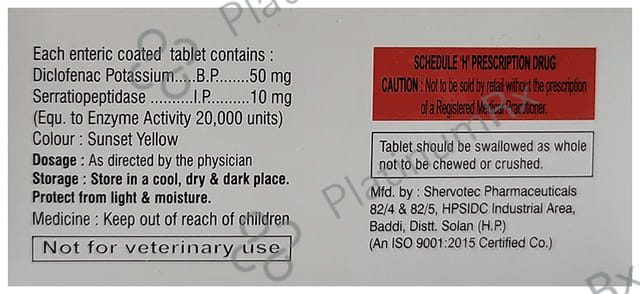 Each enteric coated tablet contains :
Diclofenac Potassium....B.P.......50 mg
Serratiopeptidase ...........I.P.........10 mg
(Equ. to Enzyme Activity 20,000 units)
Colour : Sunset Yellow
Dosage : As directed by the physician
Storage : Store in a cool, dry & dark place.
Protect from light & moisture.
Medicine : Keep out of reach of children
Not for veterinary use
SCHEDULE 'H' PRESCRIPTION DRUG
CAUTION : Not to be sold by retail without the prescription
of a Registered Medical Practitioner.
Tablet should be swallowed as whole
not to be chewed or crushed.
Mfd. by : Shervotec Pharmaceuticals
82/4 & 82/5, HPSIDC Industrial Area,
Baddi, Distt. Solan (H.P.)
(An ISO 9001:2015 Certified Co.)
PlatinumRx